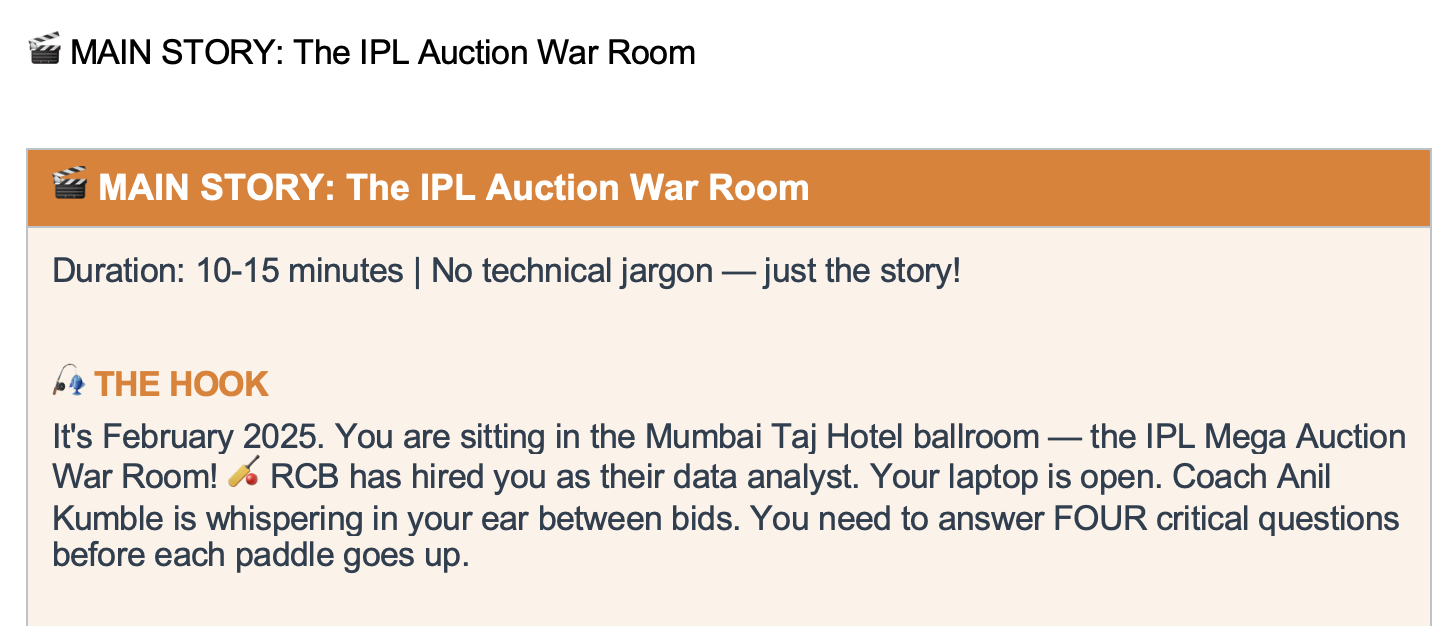 🎬 MAIN STORY: The IPL Auction War Room
🎬 MAIN STORY: The IPL Auction War Room
Duration: 10-15 minutes | No technical jargon — just the story!
🎣 THE HOOK
It's February 2025. You are sitting in the Mumbai Taj Hotel ballroom — the IPL Mega Auction
War Room! 🏏 RCB has hired you as their data analyst. Your laptop is open. Coach Anil
Kumble is whispering in your ear between bids. You need to answer FOUR critical questions
before each paddle goes up.